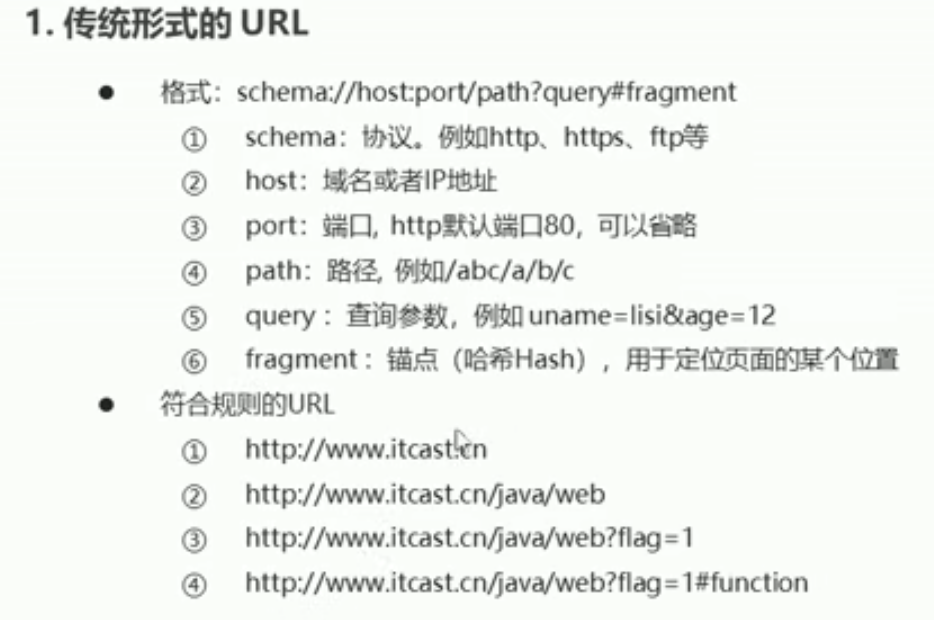 1. 传统形式的 URL
● 格式：schema://host:port/path?query#fragment
① schema：协议。例如http、https、ftp等
② host：域名或者IP地址
③ port：端口, http默认端口80，可以省略
④ path：路径, 例如/abc/a/b/c
⑤ query ：查询参数，例如 uname=lisi&age=12
⑥ fragment ：锚点（哈希Hash），用于定位页面的某个位置
● 符合规则的URL
① http://www.itcast.cn
② http://www.itcast.cn/java/web
③ http://www.itcast.cn/java/web?flag=1
④ http://www.itcast.cn/java/web?flag=1#function